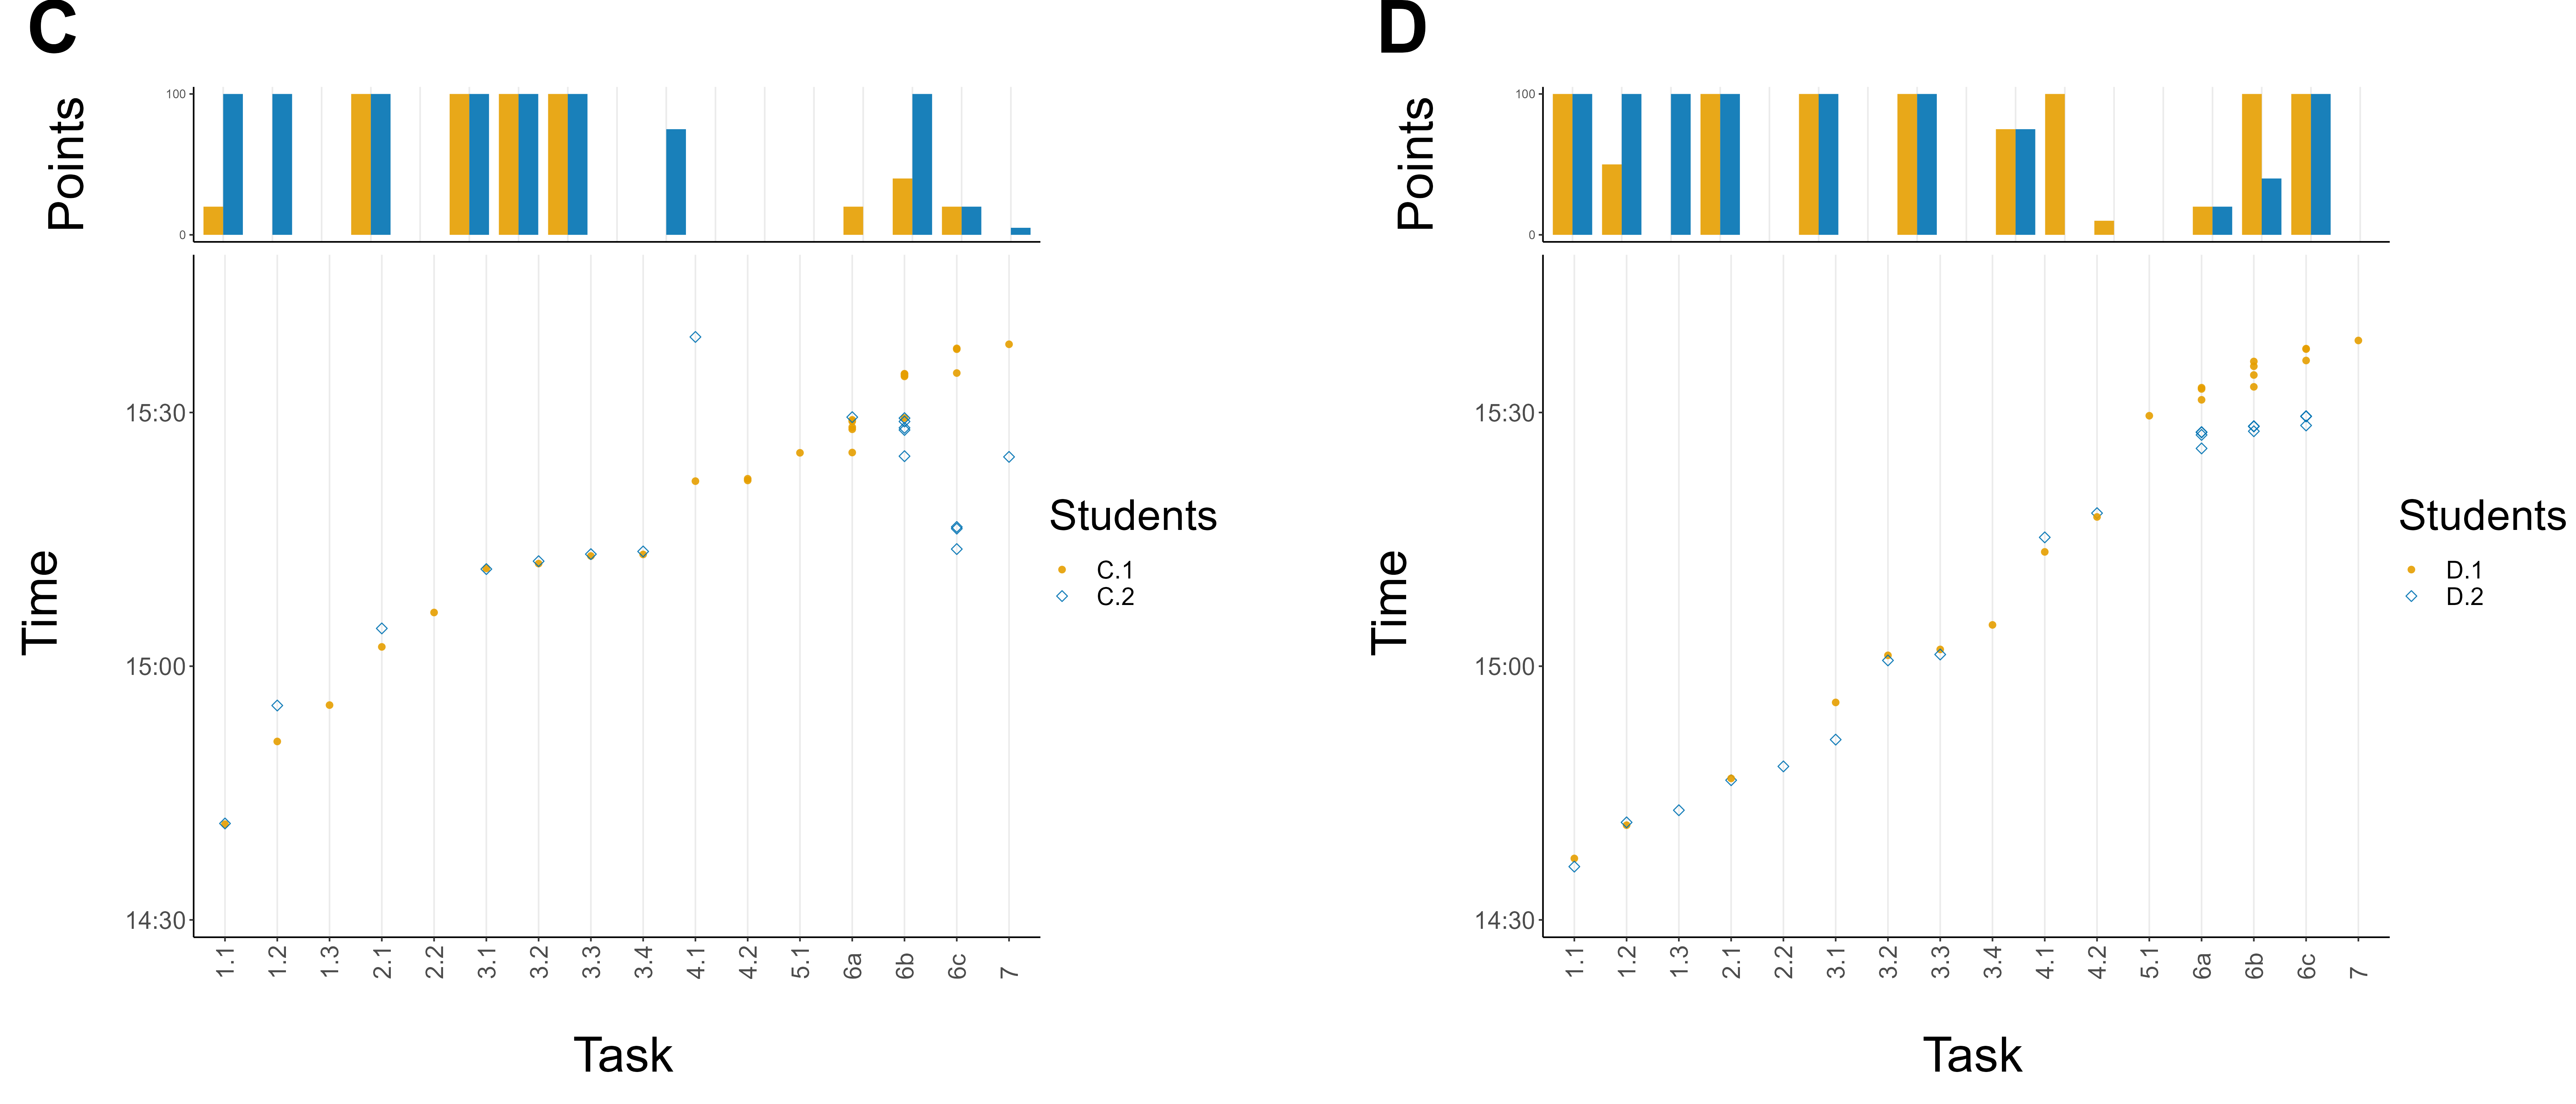 C
Points
100
0
Time
15:30
15:00
14:30
1.1 1.2 1.3 2.1 2.2 3.1 3.2 3.3 3.4 4.1 4.2 5.1 6a 6b 6c 7
Task
Students
C.1
C.2
D
Points
100
0
Time
15:30
15:00
14:30
1.1 1.2 1.3 2.1 2.2 3.1 3.2 3.3 3.4 4.1 4.2 5.1 6a 6b 6c 7
Task
Students
D.1
D.2